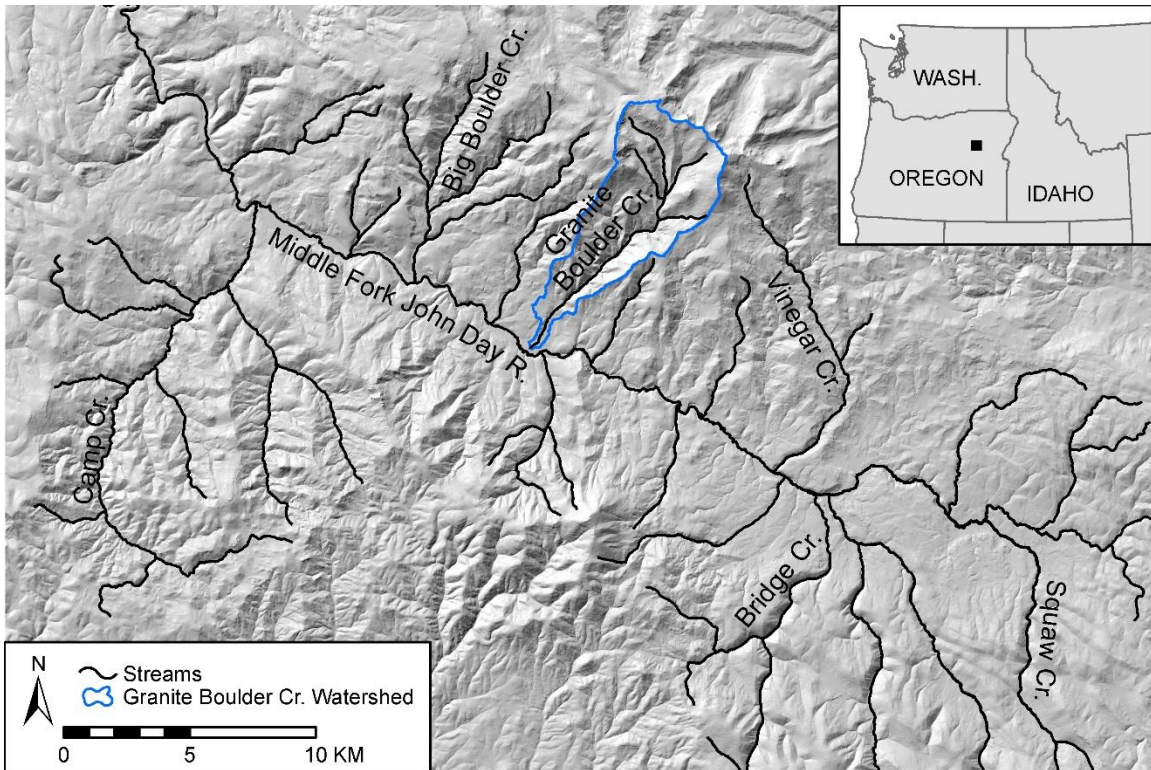 Big Boulder Cr.
WASH.
OREGON
IDAHO
Granite
Boulder Cr.
Middle Fork John Day R.
Vinegar Cr.
Camp Cr.
Bridge Cr.
Squaw Cr.
N
Streams
Granite Boulder Cr. Watershed
0 5 10 KM